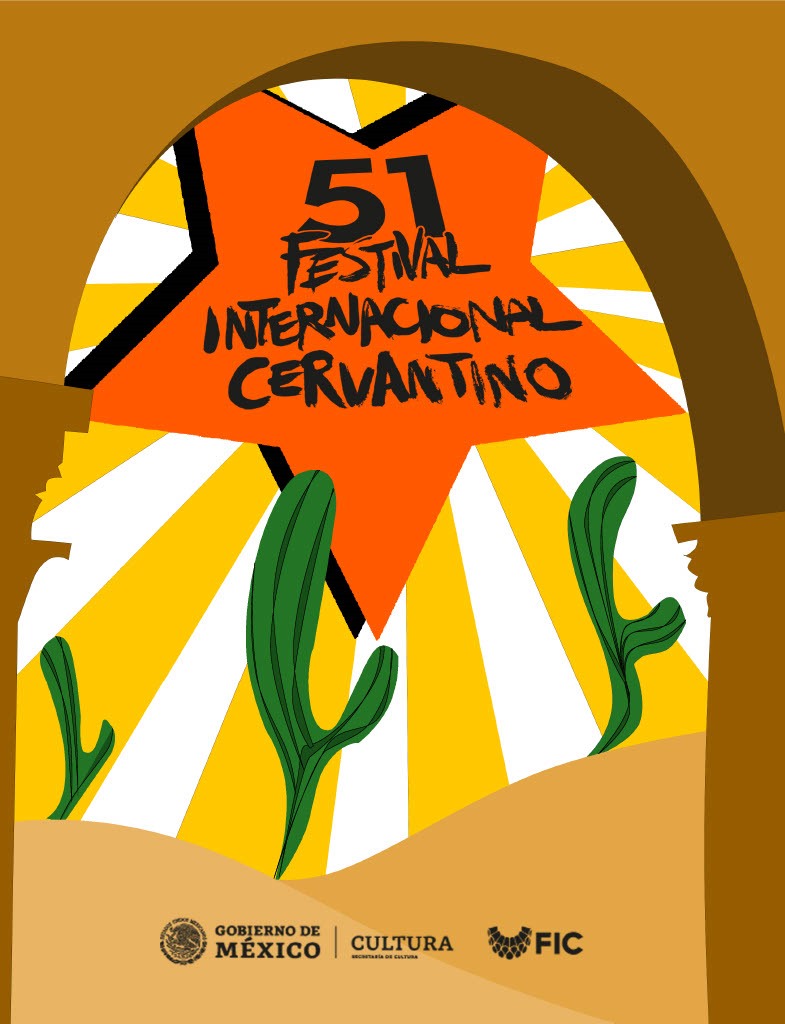 51
FESTIVAL
INTERNACIONAL
CERVANTINO
GOBIERNO DE
MÉXICO
CULTURA
SECRETARÍA DE CULTURA
FIC